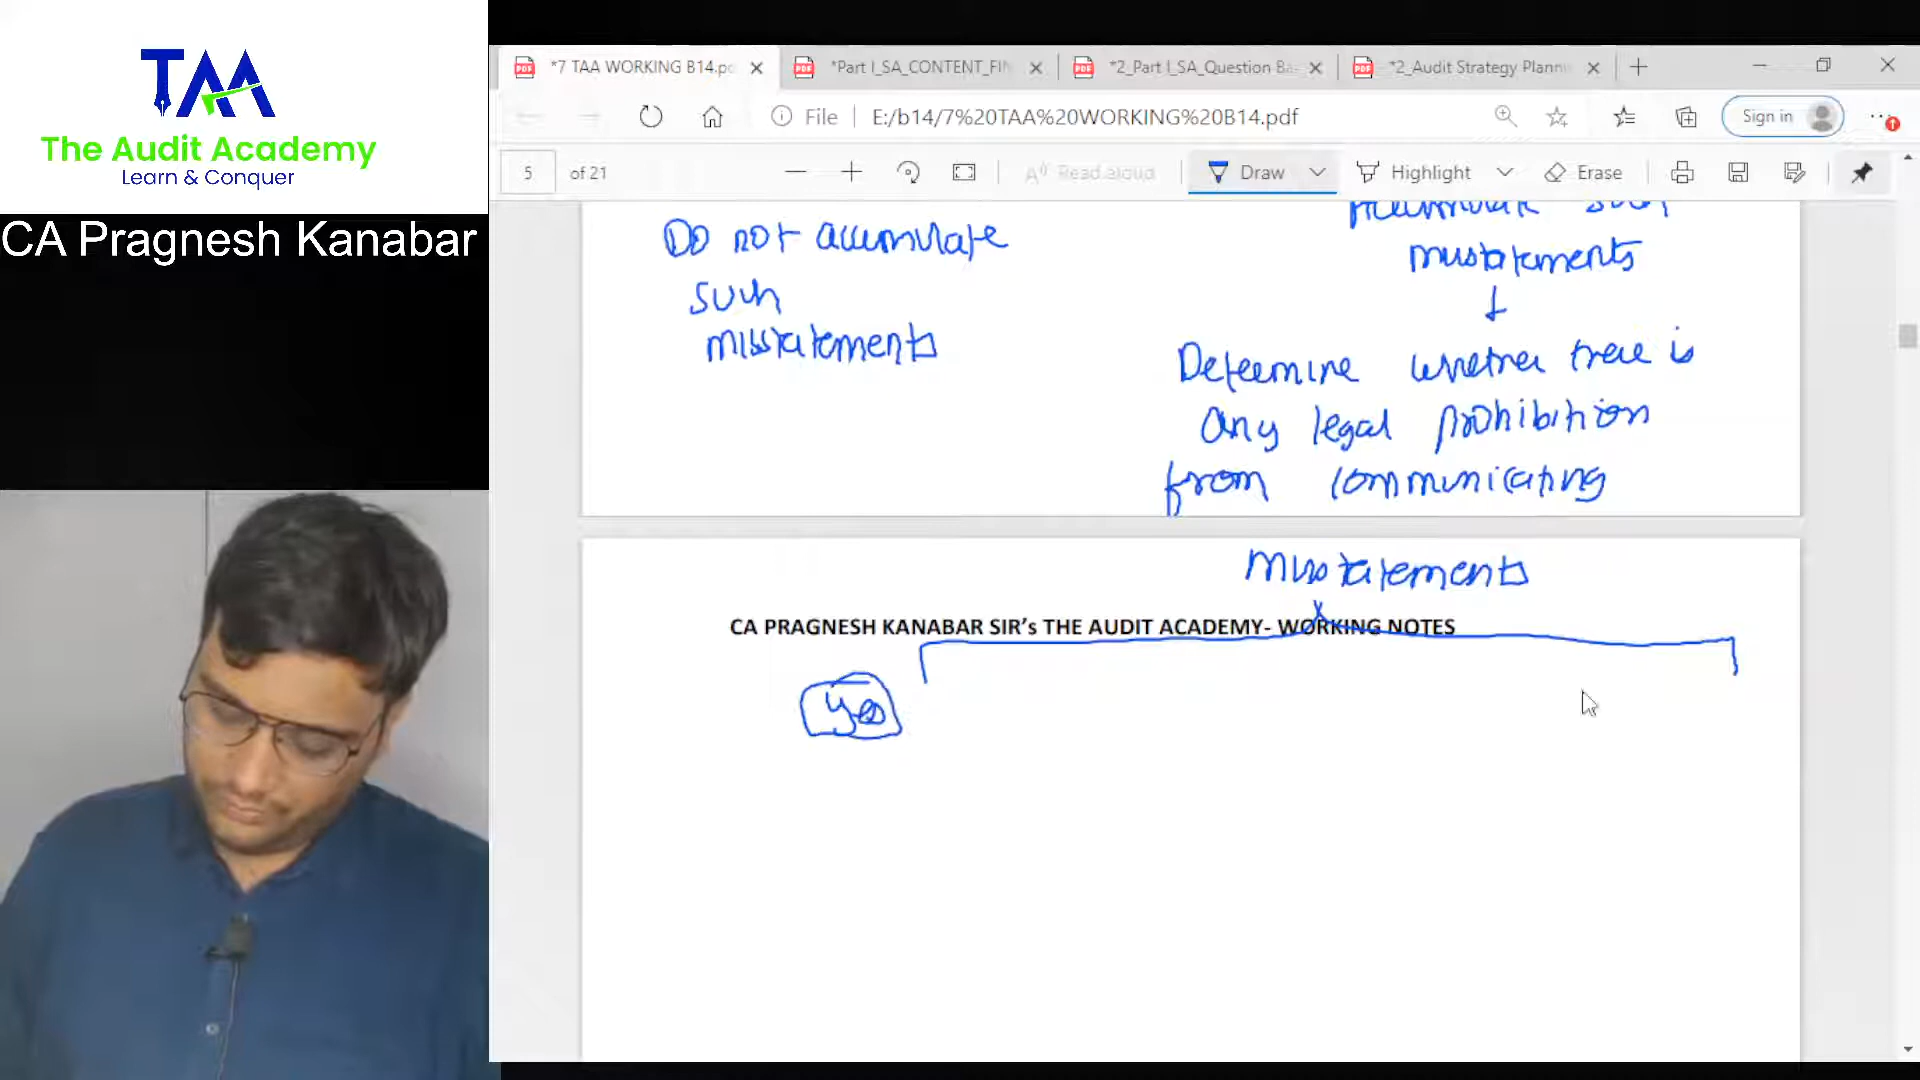 TAA
The Audit Academy
Learn & Conquer
CA Pragnesh Kanabar
*7 TAA WORKING B14.pd
*Part I_SA_CONTENT_FIN
*2_Part I_SA_Question Ba
*2_Audit Strategy Plann
File
E:/b14/7%20TAA%20WORKING%20B14.pdf
Sign in
5 of 21
Read aloud
Draw
Highlight
Erase
Do not accumulate
such
misstatements
Accumulate such
misstatements
Determine whether there is
any legal prohibition
from communicating
Misstatements
CA PRAGNESH KANABAR SIR's THE AUDIT ACADEMY- WORKING NOTES
Yes